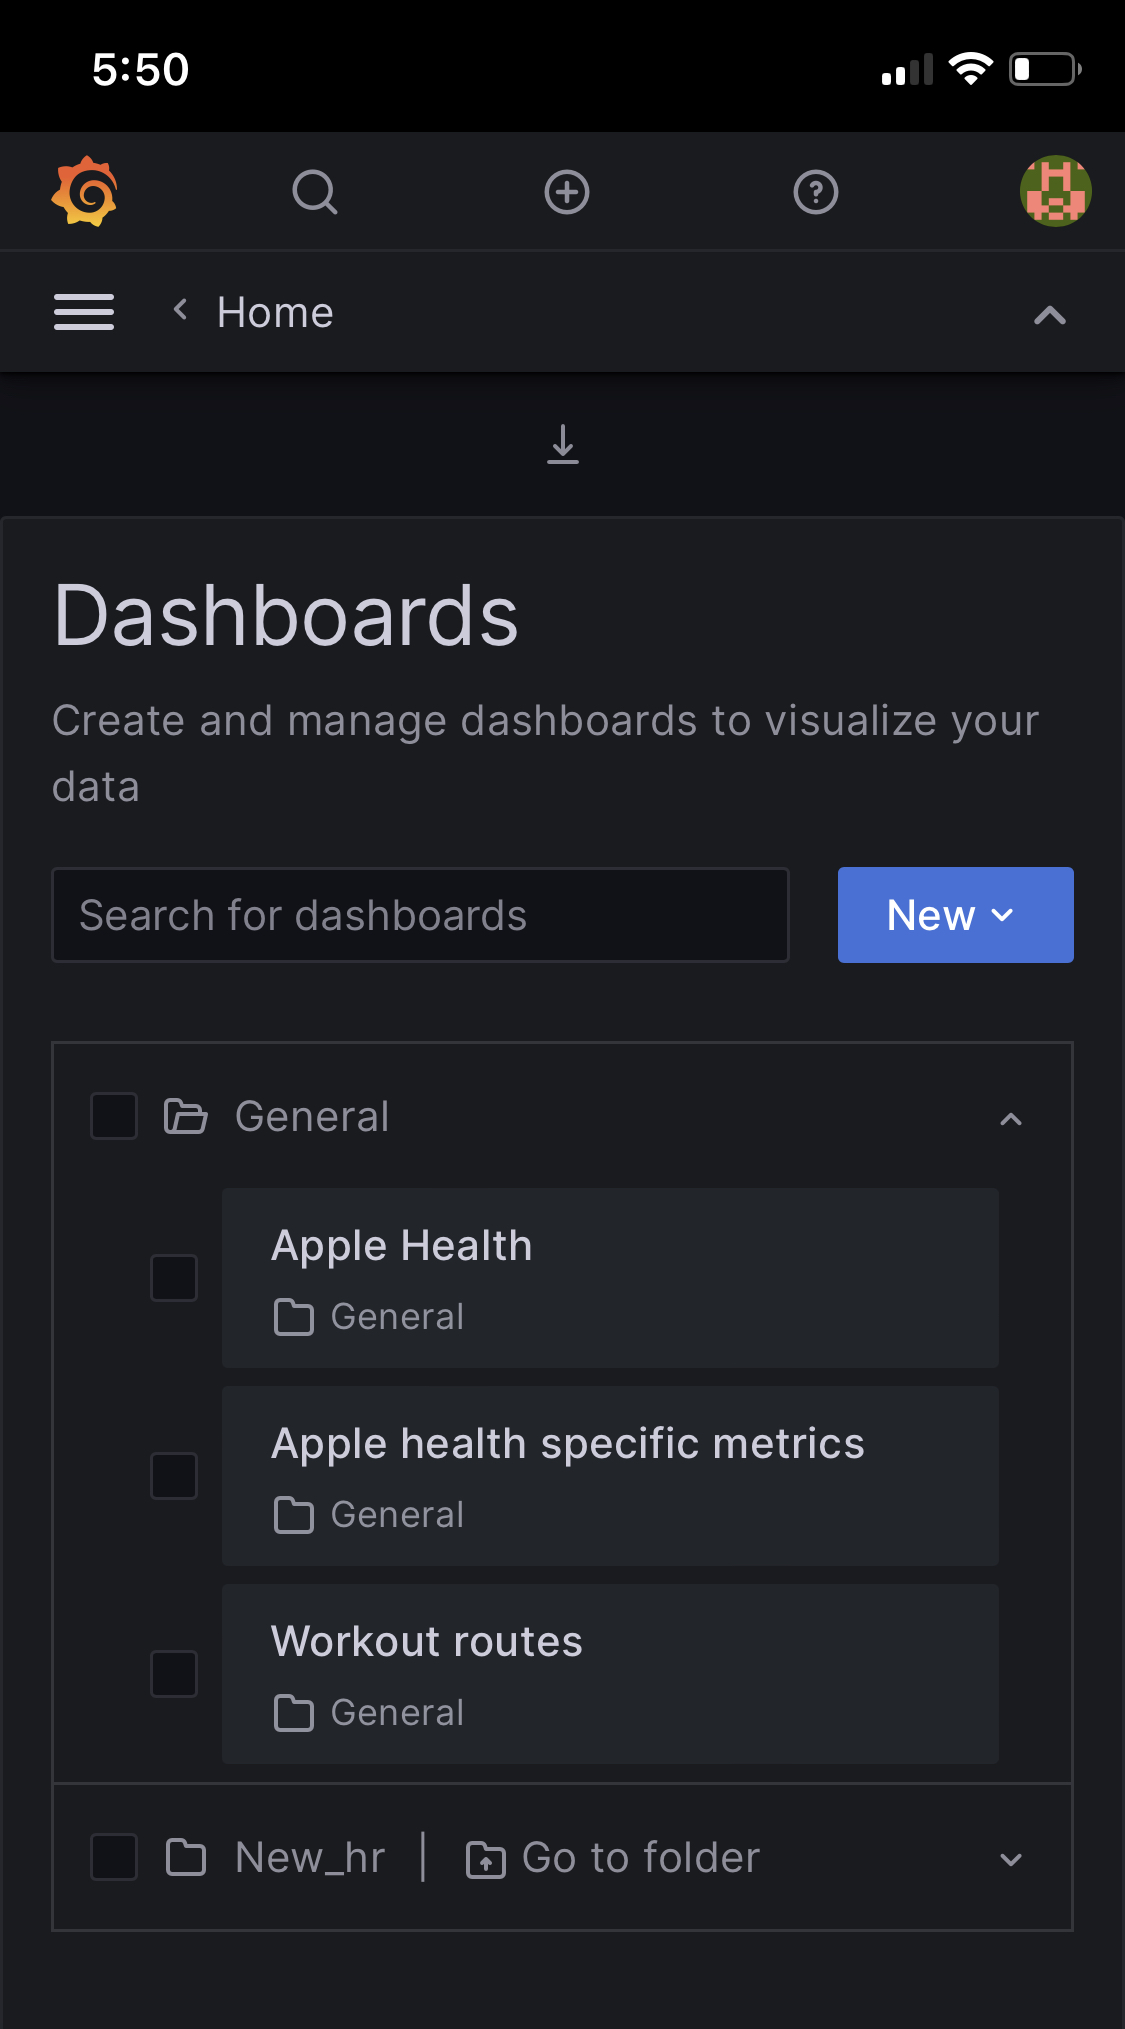 5:50
Home
Dashboards
Create and manage dashboards to visualize your
data
Search for dashboards
New
General
Apple Health
General
Apple health specific metrics
General
Workout routes
General
New_hr | Go to folder